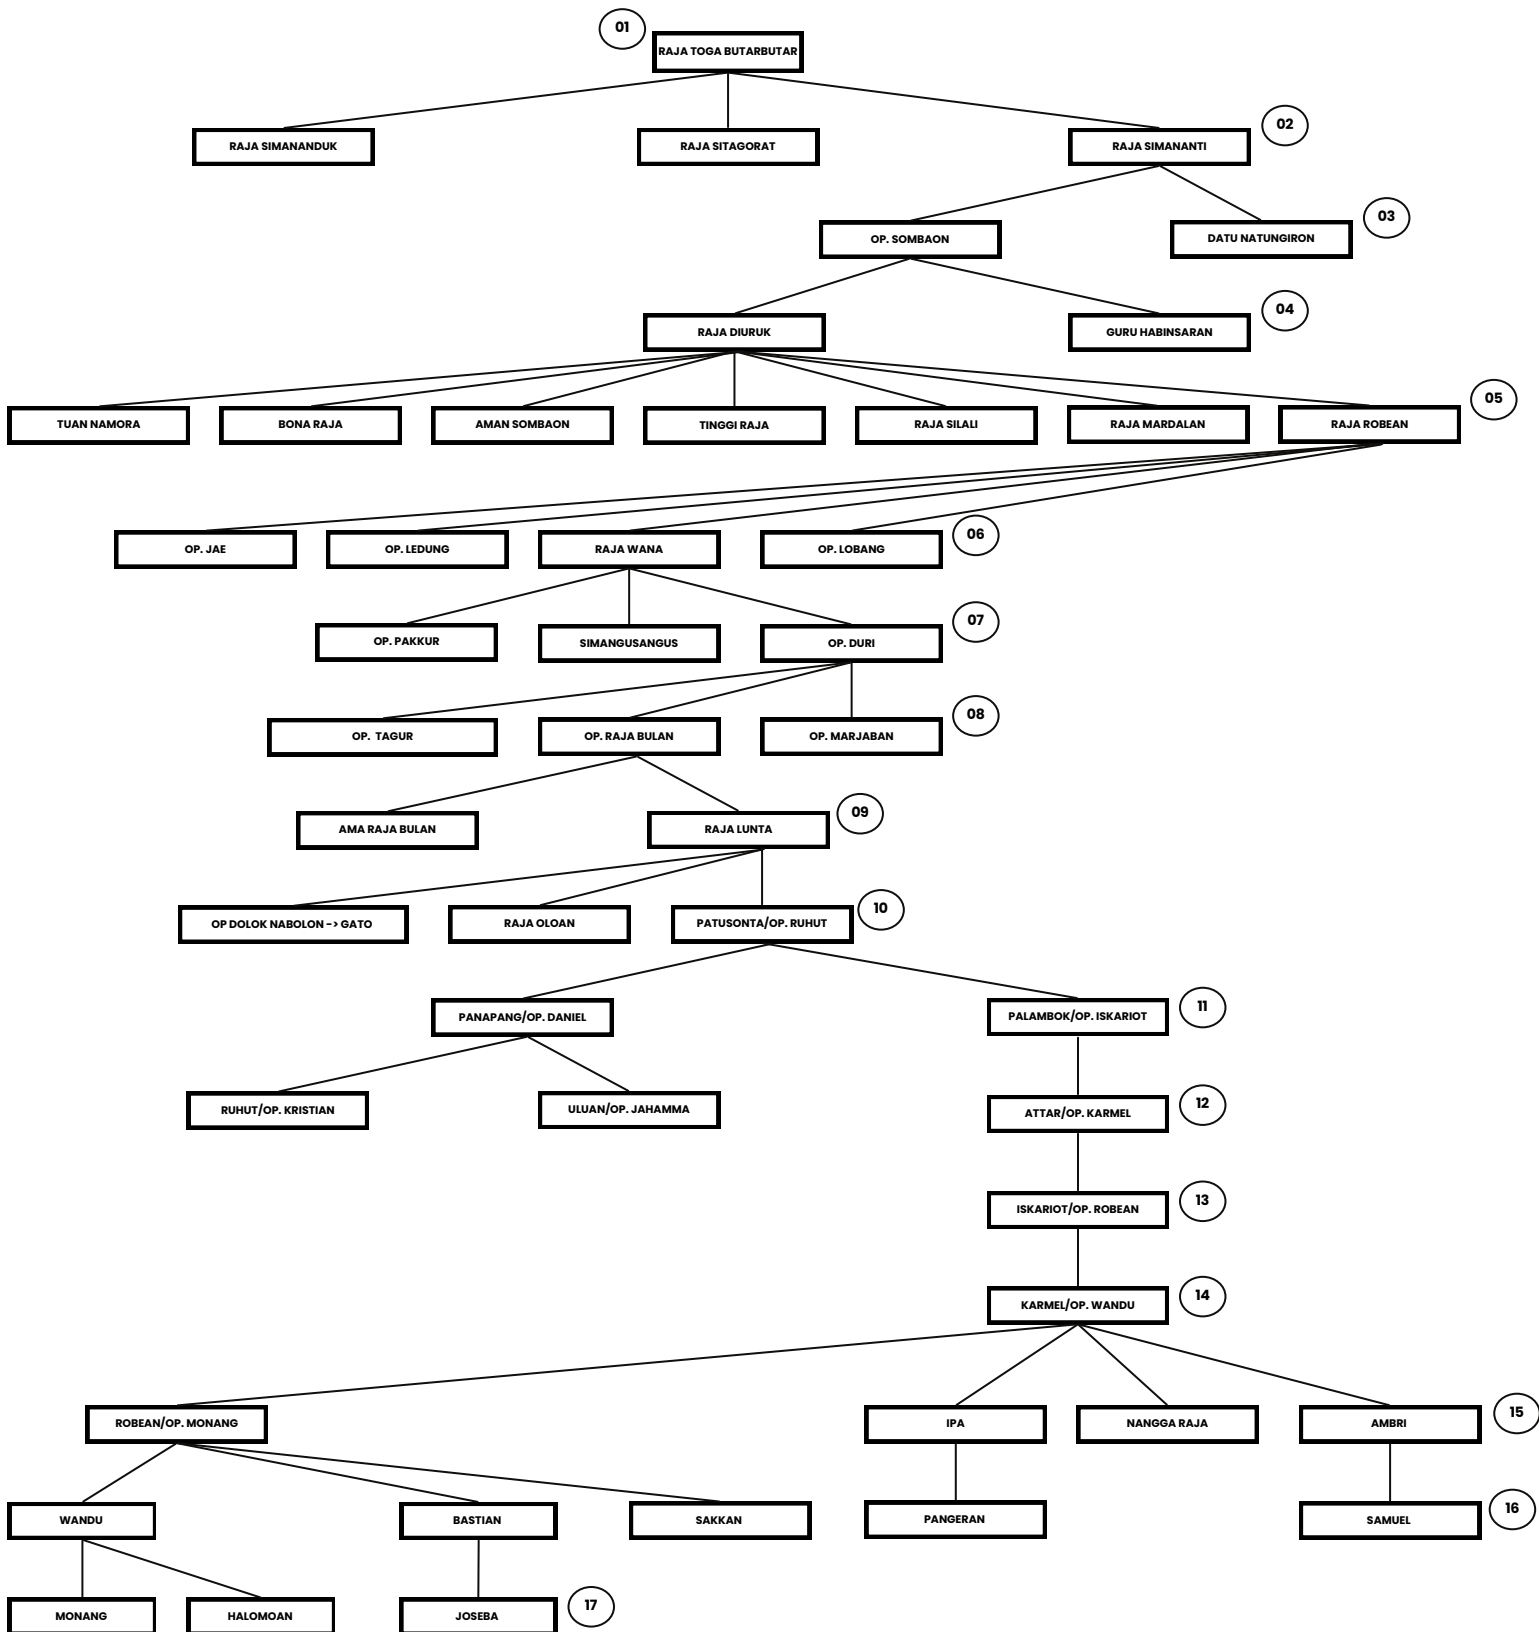 01
RAJA TOGA BUTARBUTAR
02
RAJA SIMANANDUK
RAJA SITAGORAT
RAJA SIMANANTI
03
OP. SOMBAON
DATU NATUNGIRON
04
RAJA DIURUK
GURU HABINSARAN
05
TUAN NAMORA
BONA RAJA
AMAN SOMBAON
TINGGI RAJA
RAJA SILALI
RAJA MARDALAN
RAJA ROBEAN
06
OP. JAE
OP. LEDUNG
RAJA WANA
OP. LOBANG
07
OP. PAKKUR
SIMANGUSANGUS
OP. DURI
08
OP. TAGUR
OP. RAJA BULAN
OP. MARJABAN
09
AMA RAJA BULAN
RAJA LUNTA
10
OP DOLOK NABOLON -> GATO
RAJA OLOAN
PATUSONTA/OP. RUHUT
11
PANAPANG/OP. DANIEL
PALAMBOK/OP. ISKARIOT
12
RUHUT/OP. KRISTIAN
ULUAN/OP. JAHAMMA
ATTAR/OP. KARMEL
13
ISKARIOT/OP. ROBEAN
14
KARMEL/OP. WANDU
15
ROBEAN/OP. MONANG
IPA
NANGGA RAJA
AMBRI
16
WANDU
BASTIAN
SAKKAN
PANGERAN
SAMUEL
17
MONANG
HALOMOAN
JOSEBA